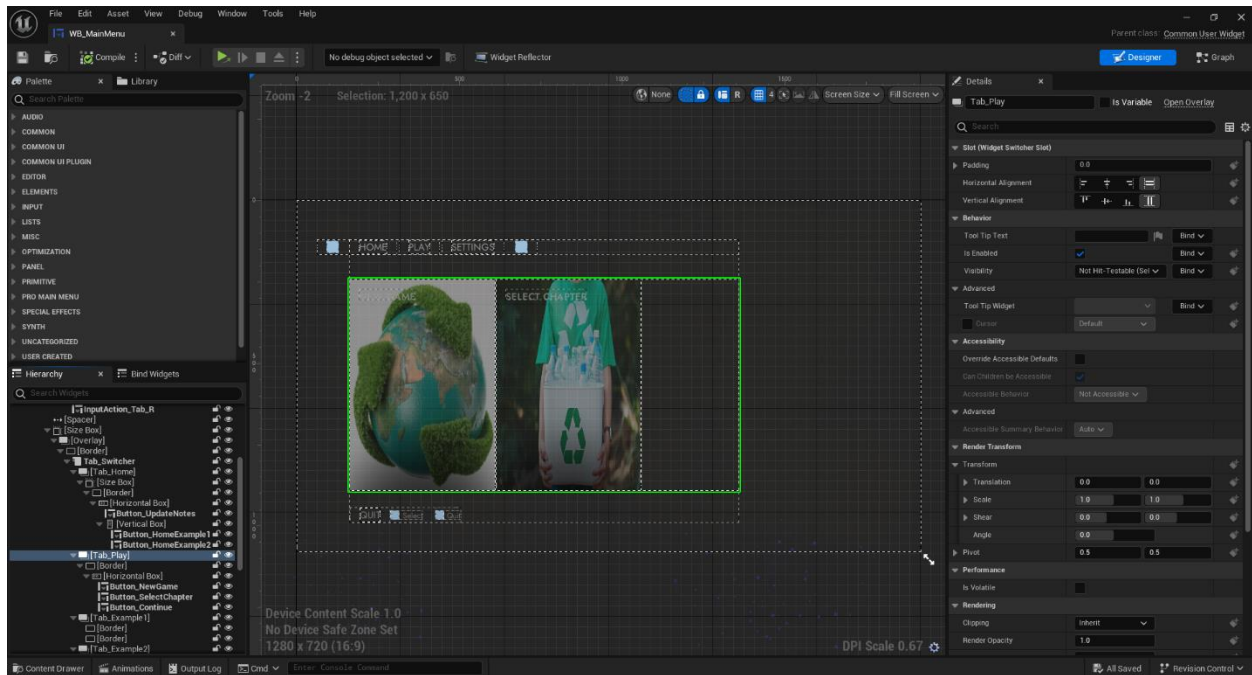 File Edit Asset View Debug Window Tools Help
WB_MainMenu
Parent class: Common User Widget
Compile
Diff
No debug object selected
Widget Reflector
Designer
Graph
Palette
Library
Search Palette
AUDIO
COMMON
COMMON UI
COMMON UI PLUGIN
EDITOR
ELEMENTS
INPUT
LISTS
MISC
OPTIMIZATION
PANEL
PRIMITIVE
PRO MAIN MENU
SPECIAL EFFECTS
SYNTH
UNCATEGORIZED
USER CREATED
Hierarchy
Bind Widgets
Search Widgets
InputAction_Tab_R
[Spacer]
[Size Box]
[Overlay]
[Border]
Tab_Switcher
[Tab_Home]
[Size Box]
[Border]
[Horizontal Box]
Button_UpdateNotes
[Vertical Box]
Button_HomeExample1
Button_HomeExample2
[Tab_Play]
[Border]
[Horizontal Box]
Button_NewGame
Button_SelectChapter
Button_Continue
[Tab_Example1]
[Border]
[Border]
[Tab_Example2]
0 500 1000 1500
Zoom -2 Selection: 1,200 x 650
None R 4 Screen Size Fill Screen
HOME PLAY SETTINGS
SELECT CHAPTER
QUIT Select Quit
Device Content Scale 1.0
No Device Safe Zone Set
1280 x 720 (16:9)
DPI Scale 0.67
Details
Tab_Play Is Variable Open Overlay
Search
Slot (Widget Switcher Slot)
Padding 0.0
Horizontal Alignment
Vertical Alignment
Behavior
Tool Tip Text Bind
Is Enabled Bind
Visibility Not Hit-Testable (Sel Bind
Advanced
Tool Tip Widget Bind
Cursor Default
Accessibility
Override Accessible Defaults
Can Children be Accessible
Accessible Behavior Not Accessible
Advanced
Accessible Summary Behavior Auto
Render Transform
Transform
Translation 0.0 0.0
Scale 1.0 1.0
Shear 0.0 0.0
Angle 0.0
Pivot 0.5 0.5
Performance
Is Volatile
Rendering
Clipping Inherit
Render Opacity 1.0
Content Drawer Animations Output Log Cmd Enter Console Command
All Saved Revision Control